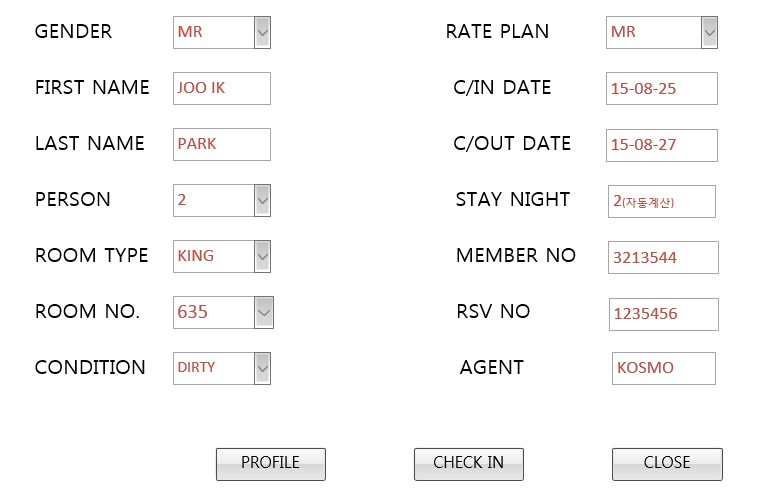 GENDER MR RATE PLAN MR
FIRST NAME JOO IK C/IN DATE 15-08-25
LAST NAME PARK C/OUT DATE 15-08-27
PERSON 2 STAY NIGHT 2(자동계산)
ROOM TYPE KING MEMBER NO 3213544
ROOM NO. 635 RSV NO 1235456
CONDITION DIRTY AGENT KOSMO
PROFILE CHECK IN CLOSE